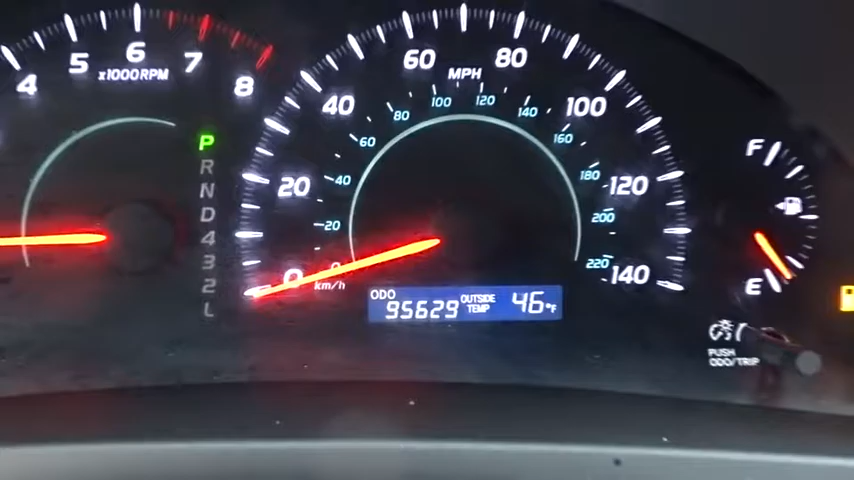 4
5
6
7
8
x1000RPM
P
R
N
D
4
3
2
L
0
20
40
60
80
100
120
140
MPH
20
40
60
80
100
120
140
160
180
200
220
km/h
ODO
95629
OUTSIDE
TEMP
46°F
F
E
PUSH
ODO/TRIP